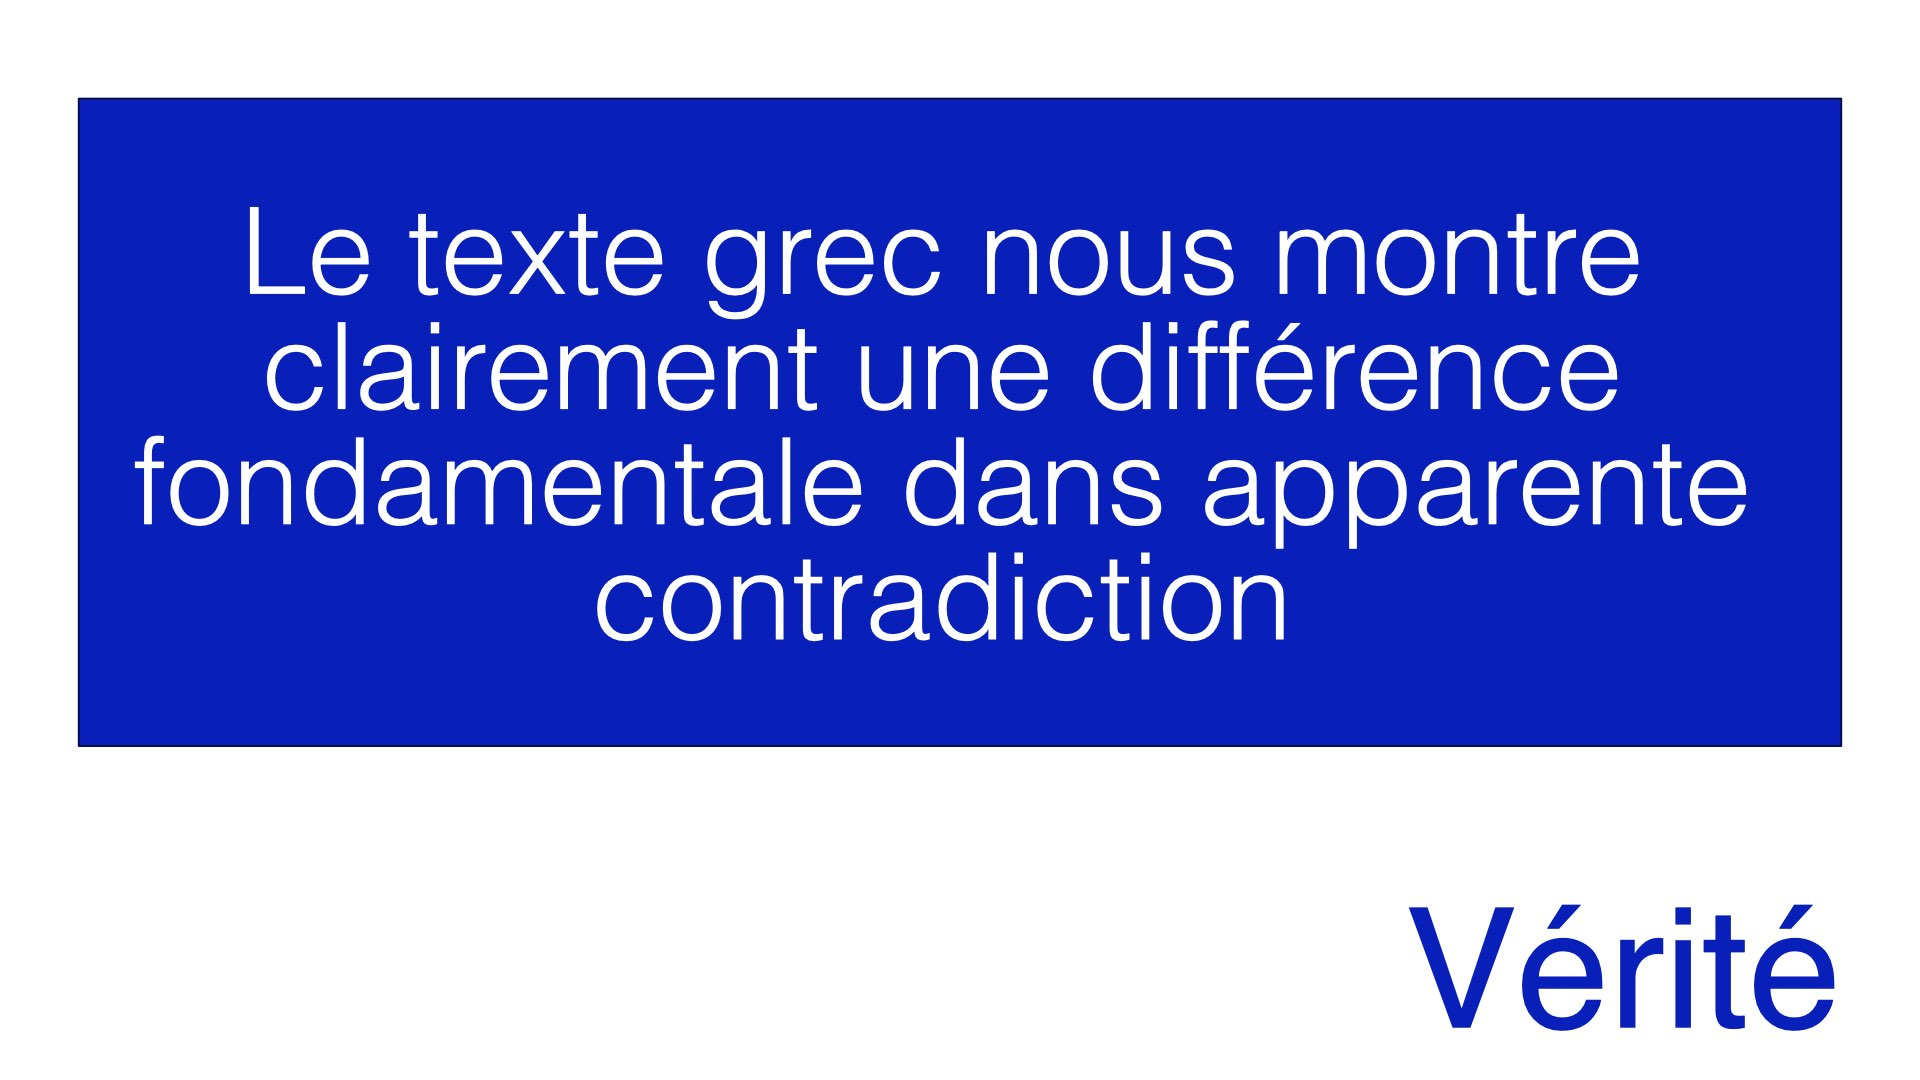 Le texte grec nous montre
clairement une différence
fondamentale dans apparente
contradiction
Vérité